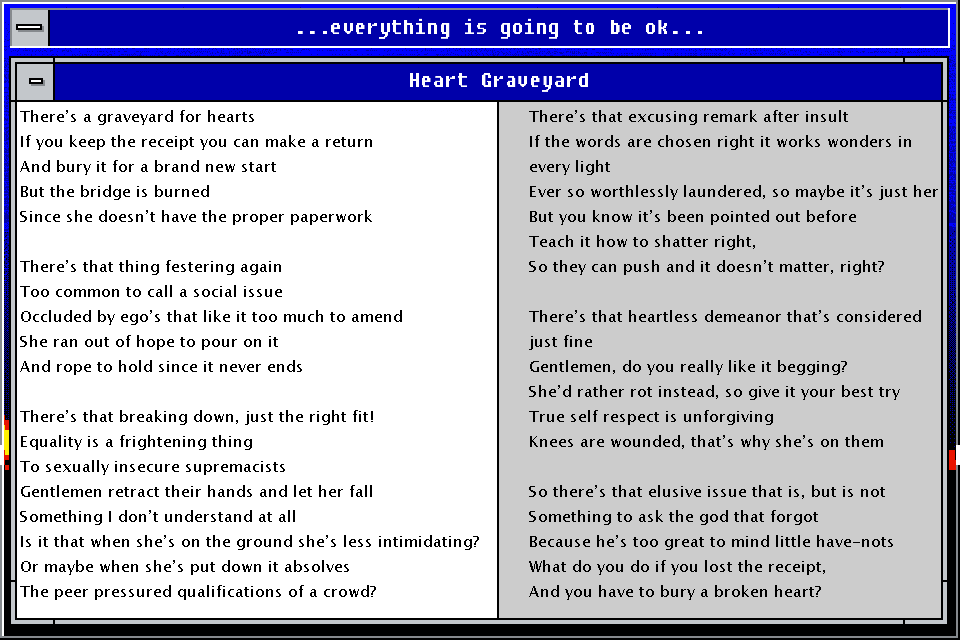 ...everything is going to be ok...
Heart Graveyard
There's a graveyard for hearts
If you keep the receipt you can make a return
And bury it for a brand new start
But the bridge is burned
Since she doesn't have the proper paperwork
There's that thing festering again
Too common to call a social issue
Occluded by ego's that like it too much to amend
She ran out of hope to pour on it
And rope to hold since it never ends
There's that breaking down, just the right fit!
Equality is a frightening thing
To sexually insecure supremacists
Gentlemen retract their hands and let her fall
Something I don't understand at all
Is it that when she's on the ground she's less intimidating?
Or maybe when she's put down it absolves
The peer pressured qualifications of a crowd?
There's that excusing remark after insult
If the words are chosen right it works wonders in
every light
Ever so worthlessly laundered, so maybe it's just her
But you know it's been pointed out before
Teach it how to shatter right,
So they can push and it doesn't matter, right?
There's that heartless demeanor that's considered
just fine
Gentlemen, do you really like it begging?
She'd rather rot instead, so give it your best try
True self respect is unforgiving
Knees are wounded, that's why she's on them
So there's that elusive issue that is, but is not
Something to ask the god that forgot
Because he's too great to mind little have-nots
What do you do if you lost the receipt,
And you have to bury a broken heart?